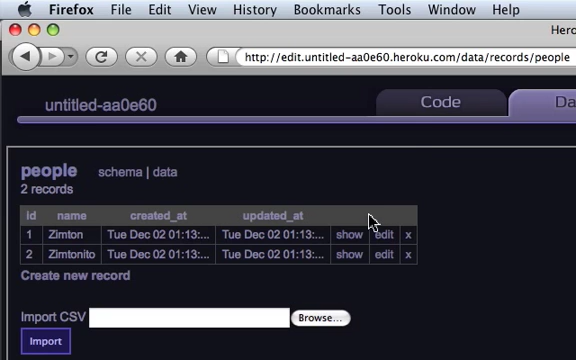 Firefox File Edit View History Bookmarks Tools Window Help
Hero
http://edit.untitled-aa0e60.heroku.com/data/records/people
untitled-aa0e60 Code Da
people schema | data
2 records
id name created_at updated_at
1 Zimton Tue Dec 02 01:13:... Tue Dec 02 01:13:... show edit x
2 Zimtonito Tue Dec 02 01:13:... Tue Dec 02 01:13:... show edit x
Create new record
Import CSV Browse...
Import